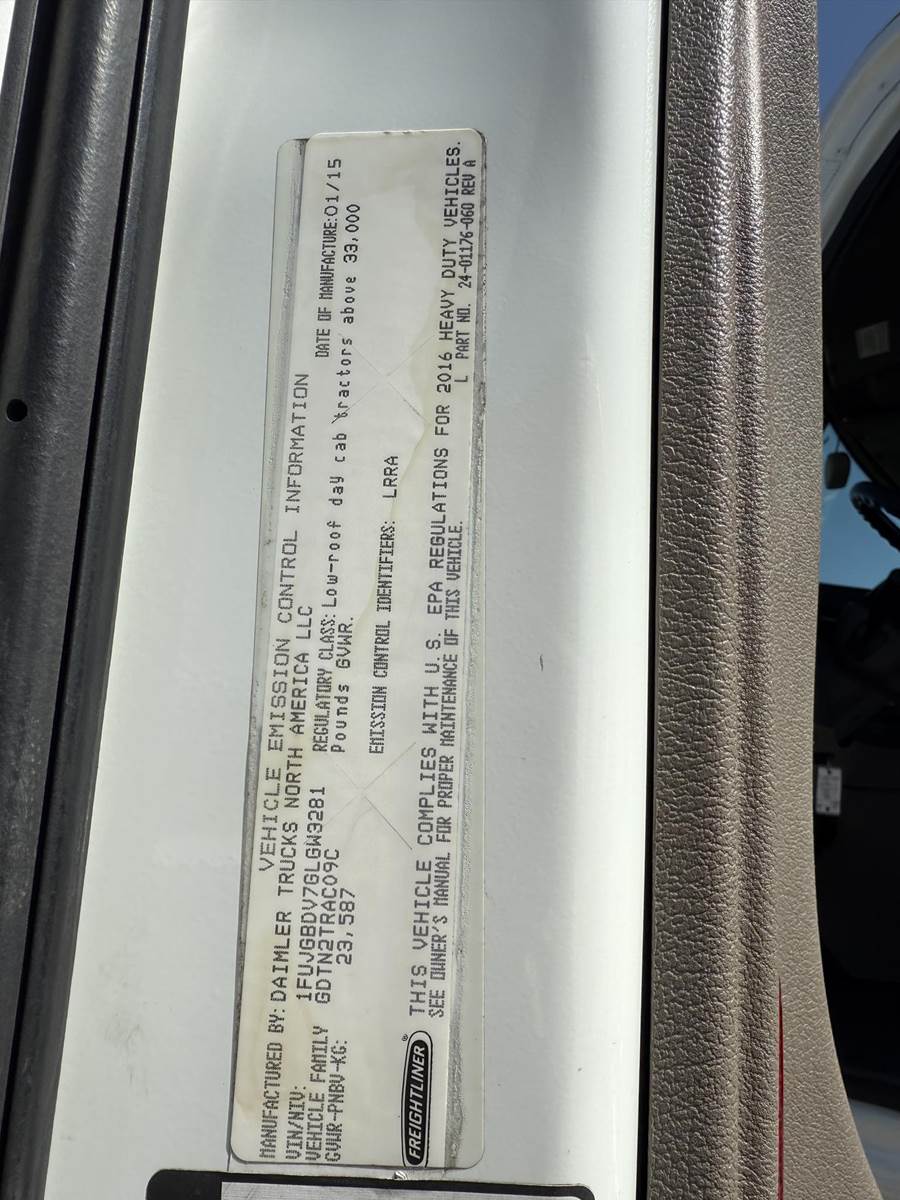 VEHICLE EMISSION CONTROL INFORMATION
MANUFACTURED BY: DAIMLER TRUCKS NORTH AMERICA LLC
DATE OF MANUFACTURE: 01/15
VIN/NIV: 1FUJGBDV7GLGW3281
REGULATORY CLASS: Low-roof day cab tractors above 33,000
Pounds GVWR.
VEHICLE FAMILY GDTN2TRAC09C
GVWR-PNBV-KG: 23,587
EMISSION CONTROL IDENTIFIERS: LRRA
FREIGHTLINER®
THIS VEHICLE COMPLIES WITH U.S. EPA REGULATIONS FOR 2016 HEAVY DUTY VEHICLES.
SEE OWNER'S MANUAL FOR PROPER MAINTENANCE OF THIS VEHICLE.
L PART NO. 24-01176-060 REV A